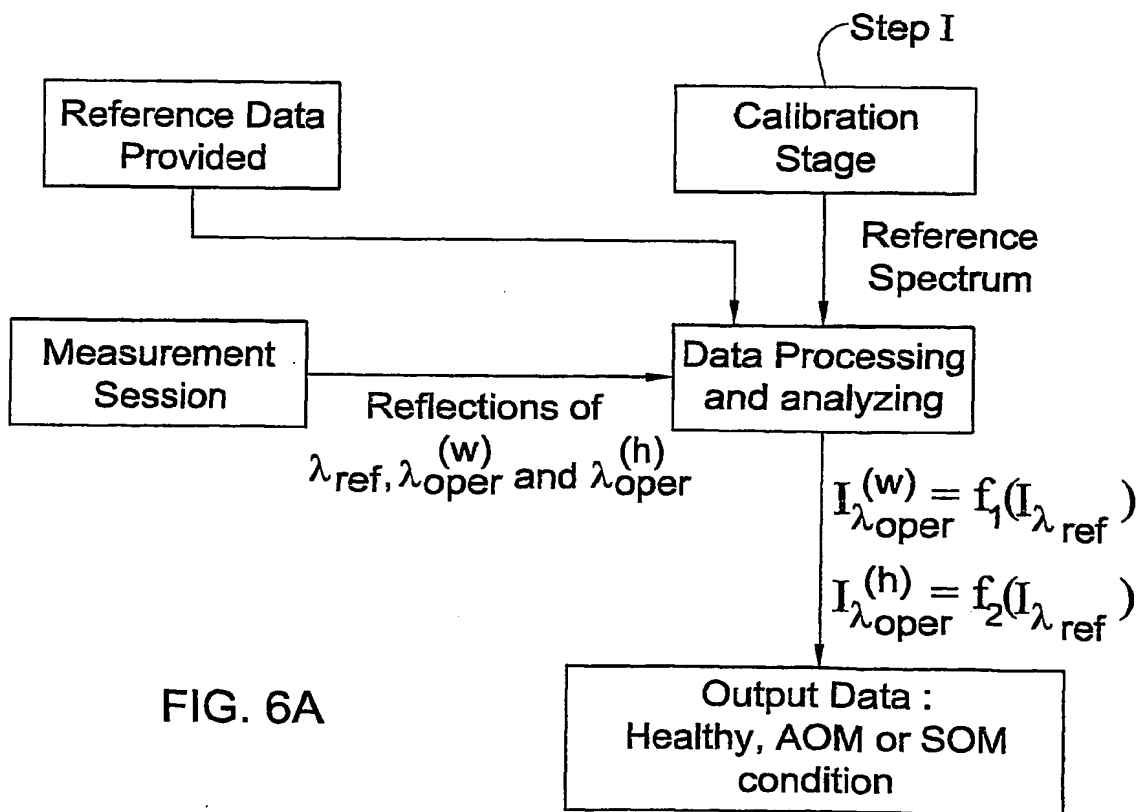 Step I
Reference Data
Provided
Calibration
Stage
Reference
Spectrum
Measurement
Session
Data Processing
and analyzing
Reflections of
λref, λoper(w) and λoper(h)
Iλoper(w) = f1(Iλref)
Iλoper(h) = f2(Iλref)
Output Data :
Healthy, AOM or SOM
condition
FIG. 6A